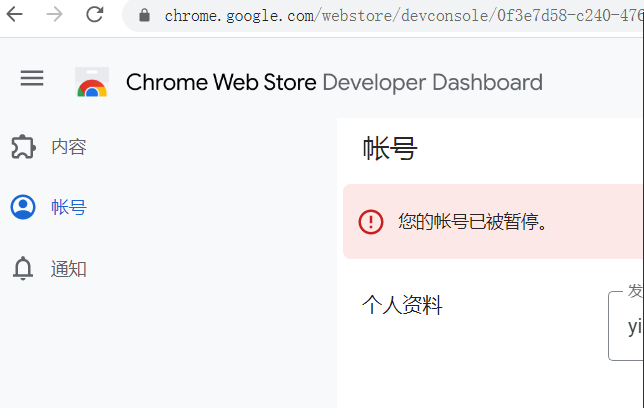 chrome.google.com/webstore/devconsole/0f3e7d58-c240-476
Chrome Web Store Developer Dashboard
内容
帐号
通知
帐号
您的帐号已被暂停。
个人资料
发
yi